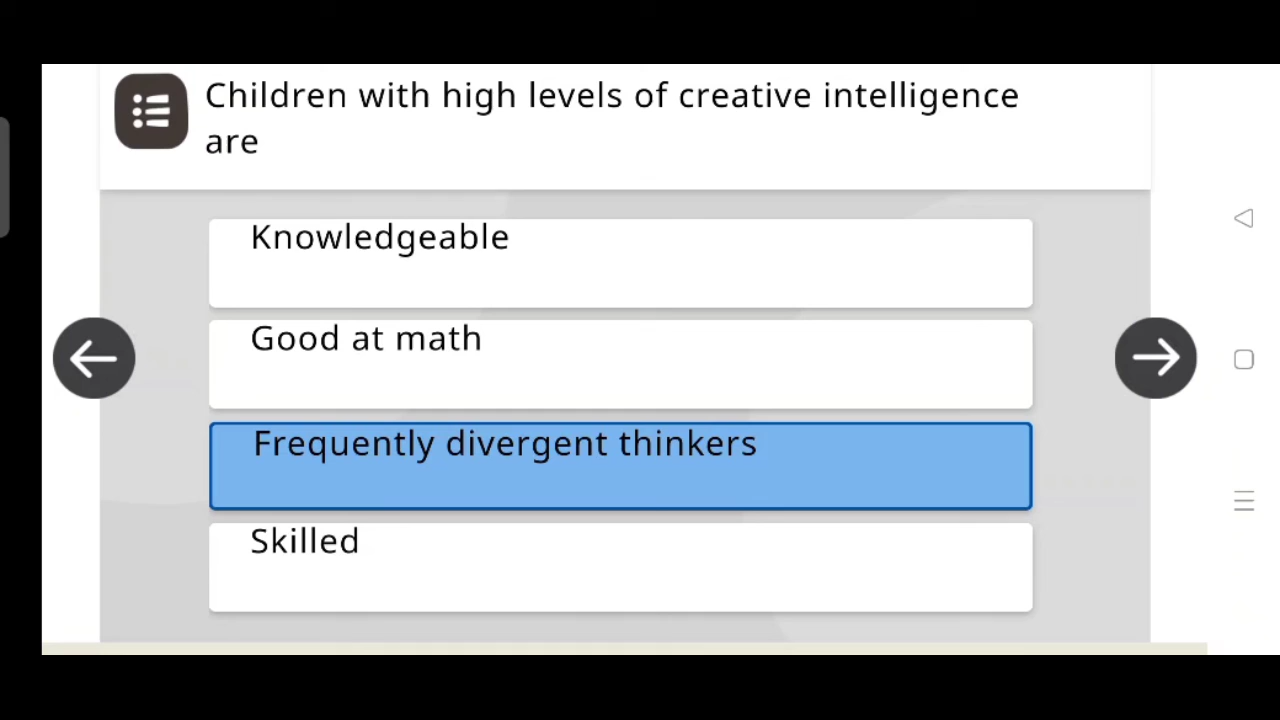 Children with high levels of creative intelligence
are
Knowledgeable
Good at math
Frequently divergent thinkers
Skilled